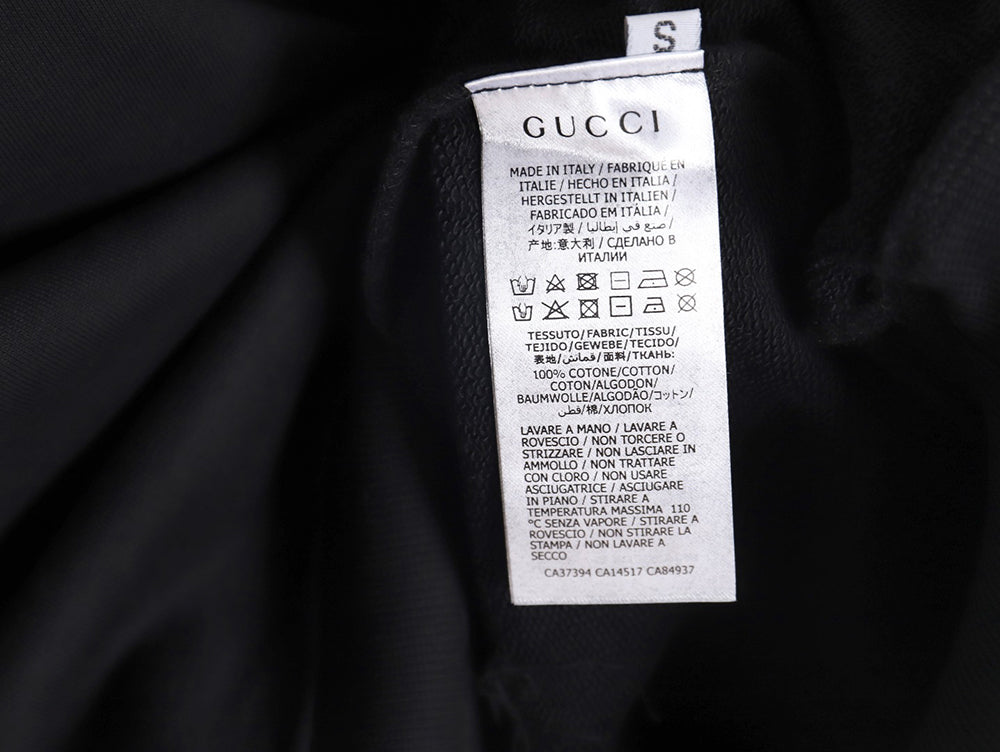 S
GUCCI
MADE IN ITALY / FABRIQUE EN
ITALIE / HECHO EN ITALIA /
HERGESTELLT IN ITALIEN /
FABRICADO EM ITÁLIA /
イタリア製 / صنع في إيطاليا /
产地:意大利 / СДЕЛАНО В
ИТАЛИИ
TESSUTO/FABRIC/TISSU/
TEJIDO/GEWEBE/TECIDO/
表地/قماش/面料/ТКАНЬ:
100% COTONE/COTTON/
COTON/ALGODON/
BAUMWOLLE/ALGODÃO/コットン/
قطن/棉/ХЛОПОК
LAVARE A MANO / LAVARE A
ROVESCIO / NON TORCERE O
STRIZZARE / NON LASCIARE IN
AMMOLLO / NON TRATTARE
CON CLORO / NON USARE
ASCIUGATRICE / ASCIUGARE
IN PIANO / STIRARE A
TEMPERATURA MASSIMA 110
°C SENZA VAPORE / STIRARE A
ROVESCIO / NON STIRARE LA
STAMPA / NON LAVARE A
SECCO
CA37394 CA14517 CA84937